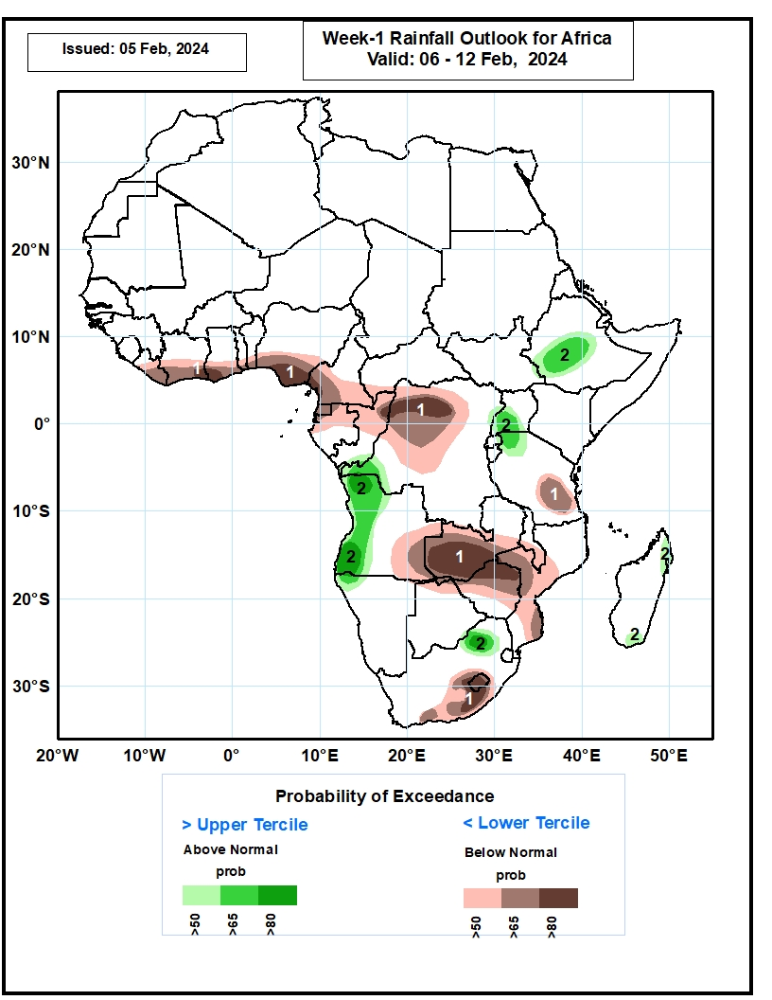 Issued: 05 Feb, 2024
Week-1 Rainfall Outlook for Africa
Valid: 06 - 12 Feb, 2024
30°N
20°N
10°N
0°
10°S
20°S
30°S
20°W 10°W 0° 10°E 20°E 30°E 40°E 50°E
2
1
1
1
2
2
1
2
1
2
2
2
1
Probability of Exceedance
> Upper Tercile
< Lower Tercile
Above Normal
Below Normal
prob
prob
>50 >65 >80
>50 >65 >80